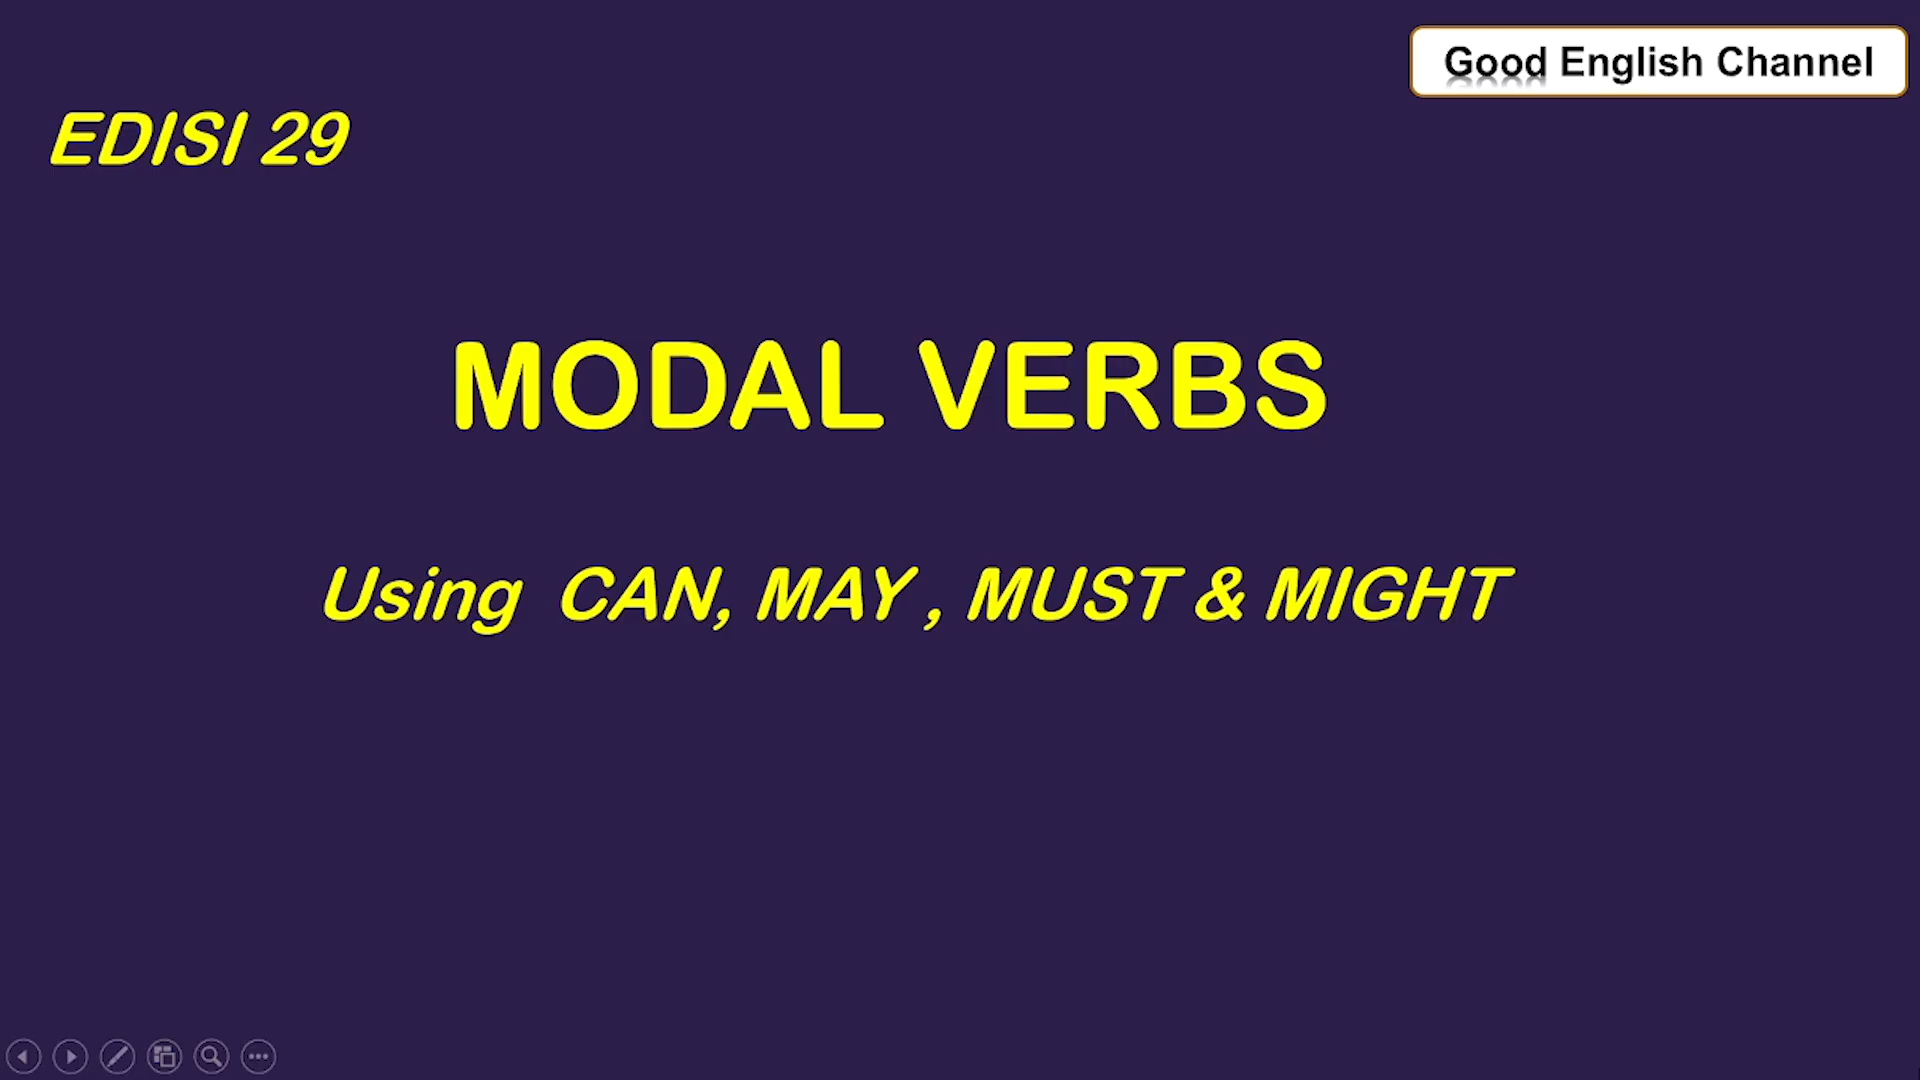 Good English Channel
EDISI 29
MODAL VERBS
Using CAN, MAY , MUST & MIGHT